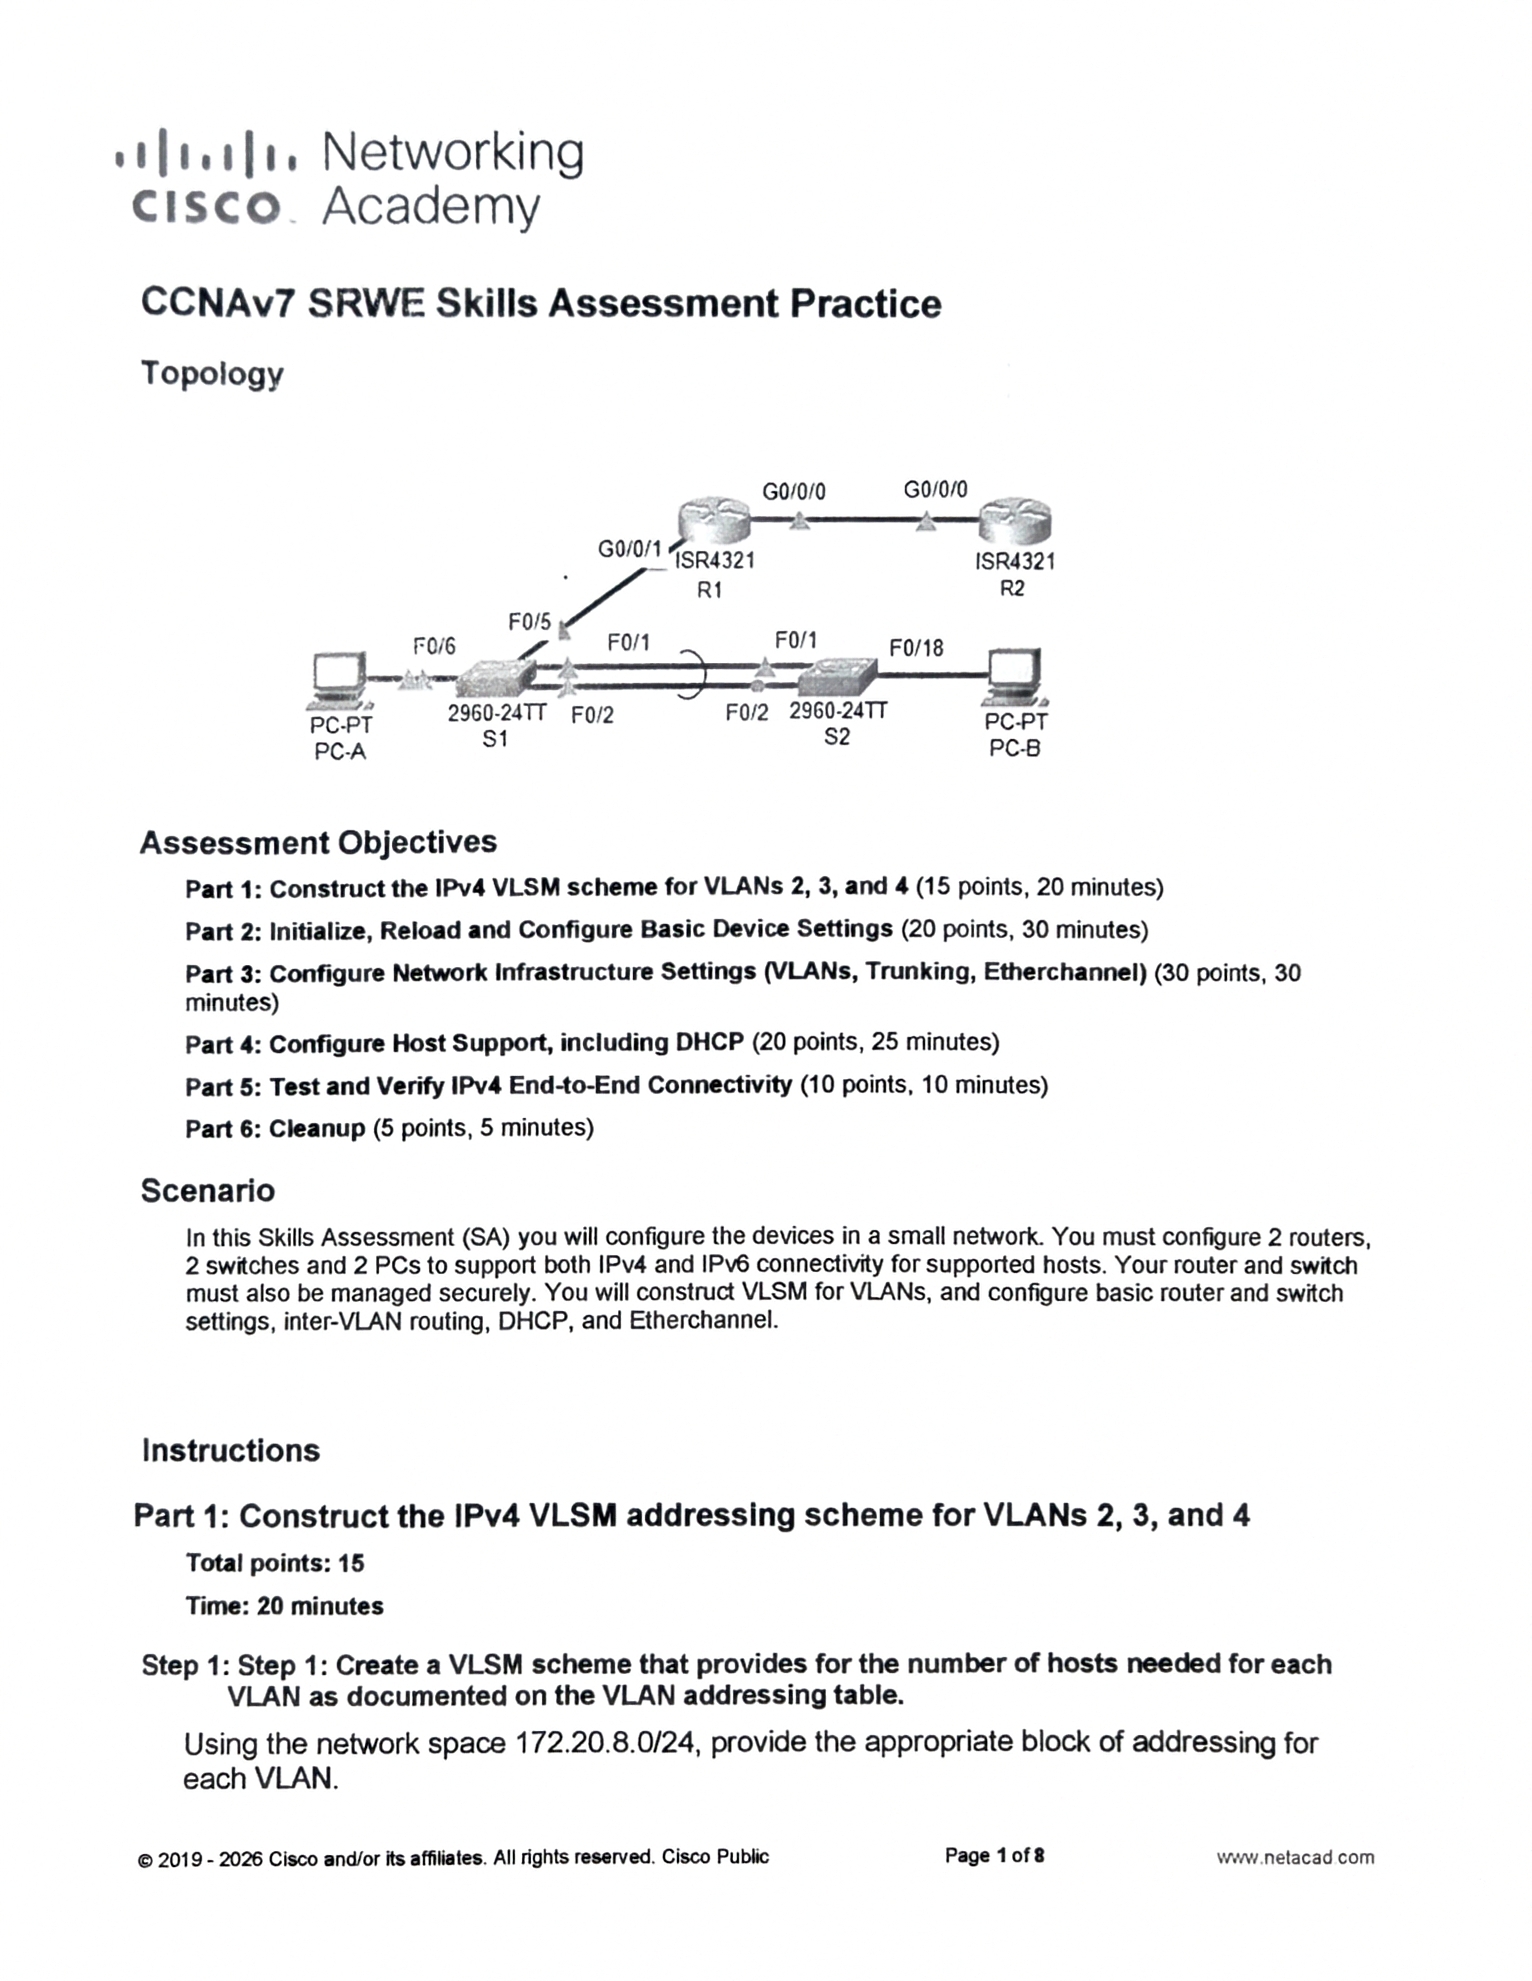 Networking
CISCO Academy
CCNAv7 SRWE Skills Assessment Practice
Topology
G0/0/0 G0/0/0
G0/0/1 ISR4321 ISR4321
R1 R2
F0/5
F0/6 F0/1 F0/1 F0/18
PC-PT 2960-24TT F0/2 F0/2 2960-24TT PC-PT
PC-A S1 S2 PC-B
Assessment Objectives
Part 1: Construct the IPv4 VLSM scheme for VLANs 2, 3, and 4 (15 points, 20 minutes)
Part 2: Initialize, Reload and Configure Basic Device Settings (20 points, 30 minutes)
Part 3: Configure Network Infrastructure Settings (VLANs, Trunking, Etherchannel) (30 points, 30
minutes)
Part 4: Configure Host Support, including DHCP (20 points, 25 minutes)
Part 5: Test and Verify IPv4 End-to-End Connectivity (10 points, 10 minutes)
Part 6: Cleanup (5 points, 5 minutes)
Scenario
In this Skills Assessment (SA) you will configure the devices in a small network. You must configure 2 routers,
2 switches and 2 PCs to support both IPv4 and IPv6 connectivity for supported hosts. Your router and switch
must also be managed securely. You will construct VLSM for VLANs, and configure basic router and switch
settings, inter-VLAN routing, DHCP, and Etherchannel.
Instructions
Part 1: Construct the IPv4 VLSM addressing scheme for VLANs 2, 3, and 4
Total points: 15
Time: 20 minutes
Step 1: Step 1: Create a VLSM scheme that provides for the number of hosts needed for each
VLAN as documented on the VLAN addressing table.
Using the network space 172.20.8.0/24, provide the appropriate block of addressing for
each VLAN.
© 2019 - 2026 Cisco and/or its affiliates. All rights reserved. Cisco Public Page 1 of 8 www.netacad.com